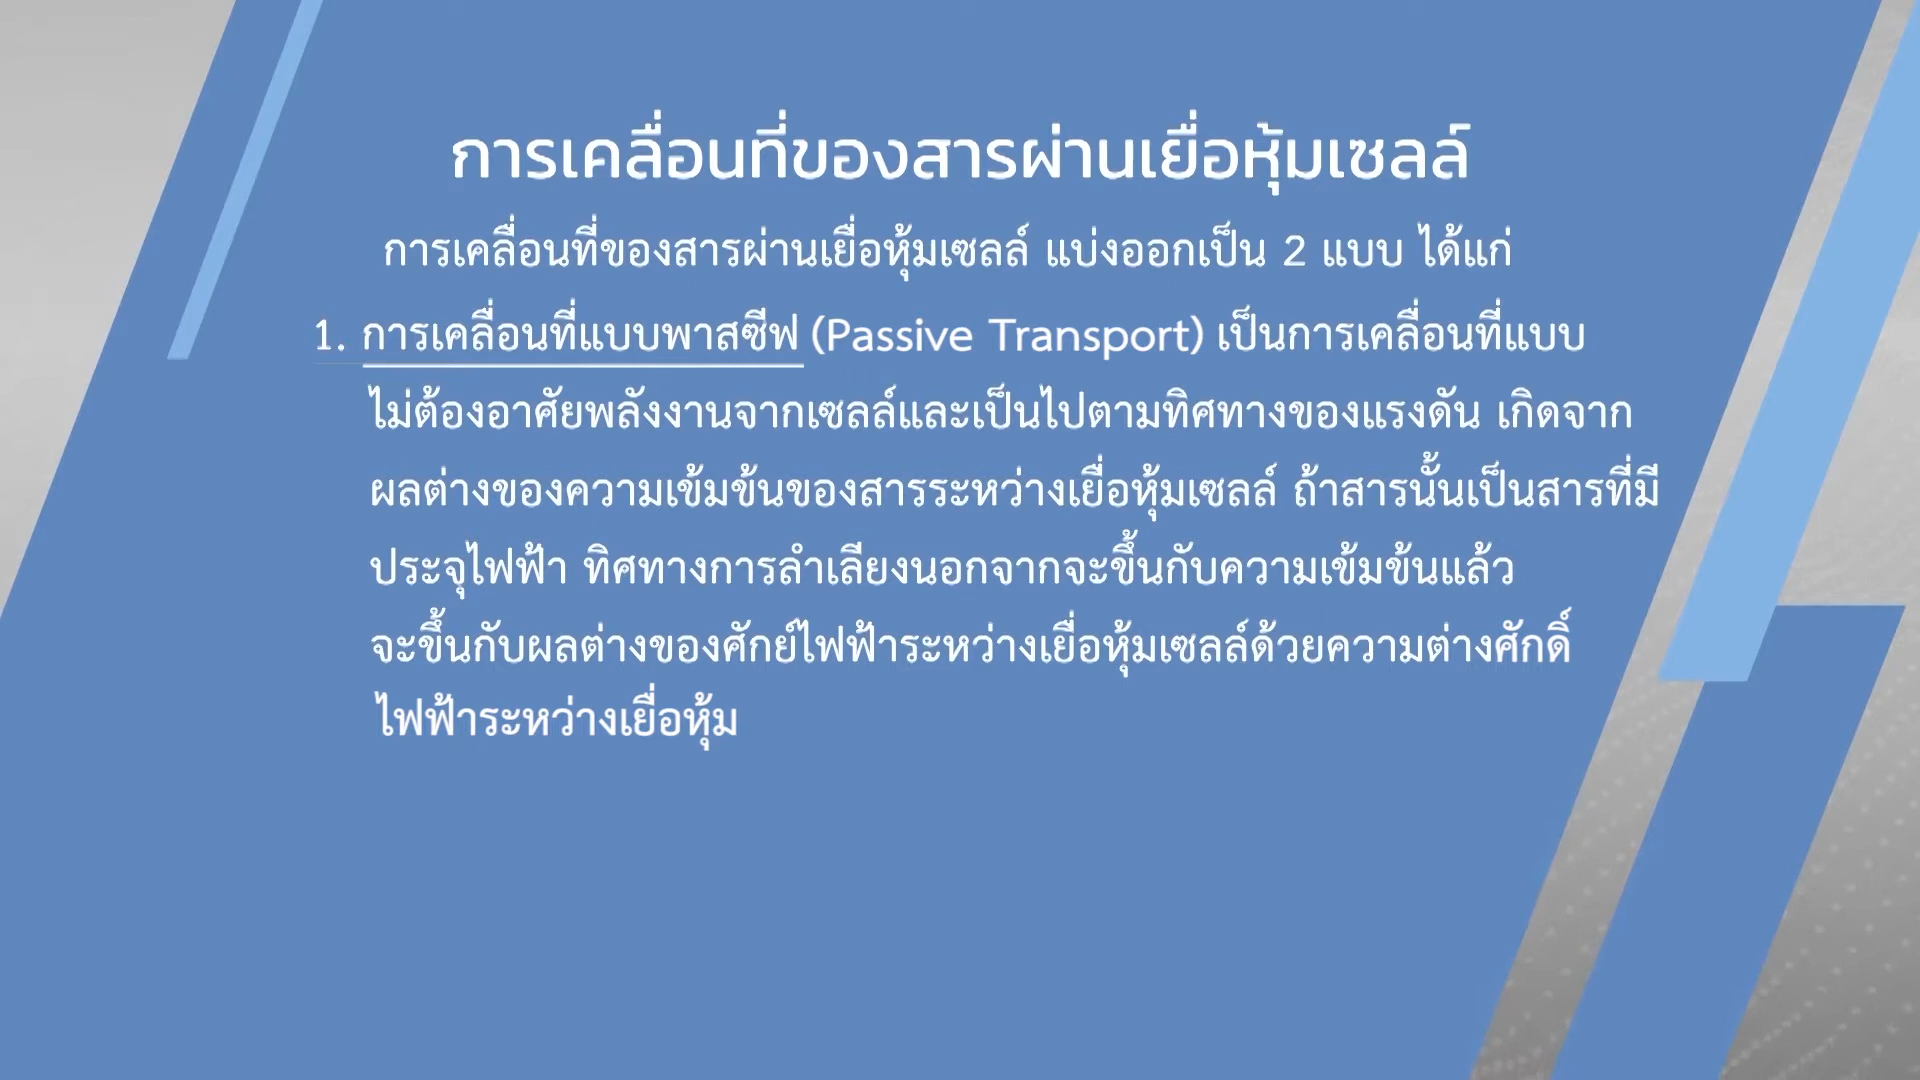 การเคลื่อนที่ของสารผ่านเยื่อหุ้มเซลล์
การเคลื่อนที่ของสารผ่านเยื่อหุ้มเซลล์ แบ่งออกเป็น 2 แบบ ได้แก่
1. การเคลื่อนที่แบบพาสซีฟ (Passive Transport) เป็นการเคลื่อนที่แบบ
ไม่ต้องอาศัยพลังงานจากเซลล์และเป็นไปตามทิศทางของแรงดัน เกิดจาก
ผลต่างของความเข้มข้นของสารระหว่างเยื่อหุ้มเซลล์ ถ้าสารนั้นเป็นสารที่มี
ประจุไฟฟ้า ทิศทางการลำเลียงนอกจากจะขึ้นกับความเข้มข้นแล้ว
จะขึ้นกับผลต่างของศักย์ไฟฟ้าระหว่างเยื่อหุ้มเซลล์ด้วยความต่างศักดิ์
ไฟฟ้าระหว่างเยื่อหุ้ม